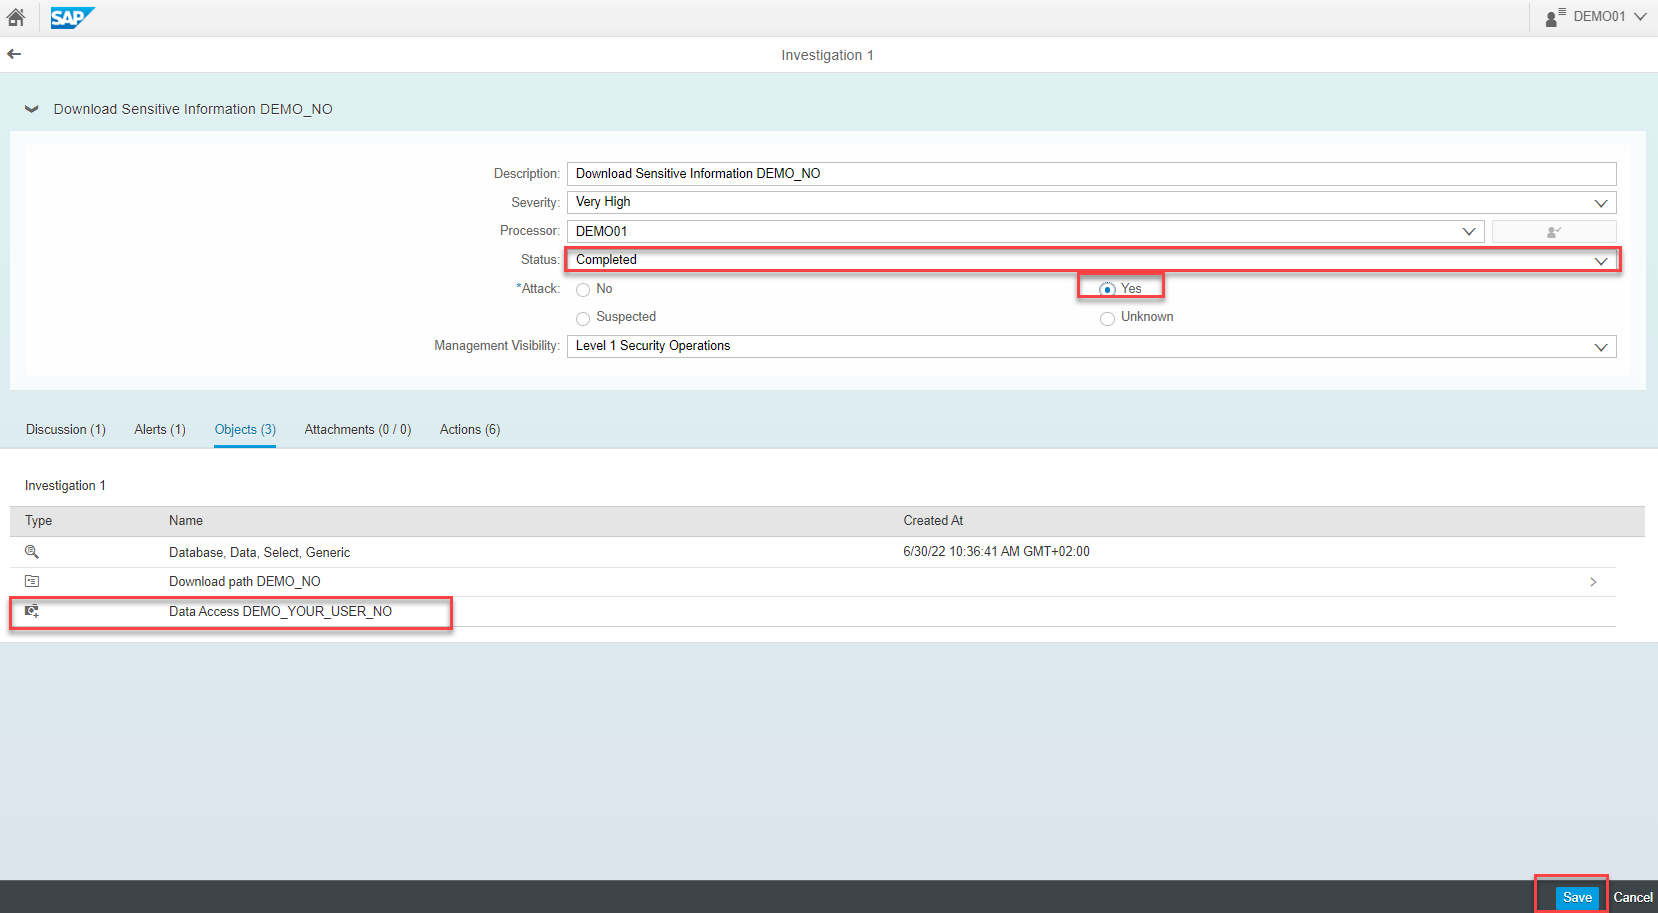 SAP
DEMO01
Investigation 1
Download Sensitive Information DEMO_NO
Description: Download Sensitive Information DEMO_NO
Severity: Very High
Processor: DEMO01
Status: Completed
*Attack: No Yes
Suspected Unknown
Management Visibility: Level 1 Security Operations
Discussion (1) Alerts (1) Objects (3) Attachments (0 / 0) Actions (6)
Investigation 1
Type Name Created At
Database, Data, Select, Generic 6/30/22 10:36:41 AM GMT+02:00
Download path DEMO_NO
Data Access DEMO_YOUR_USER_NO
Save Cancel